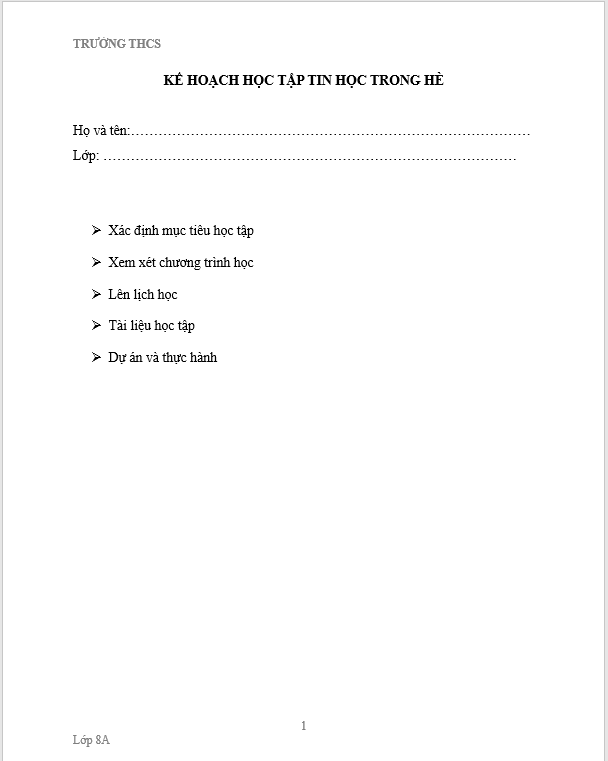 TRƯỜNG THCS
KẾ HOẠCH HỌC TẬP TIN HỌC TRONG HÈ
Họ và tên:……………………………………………………………………………
Lớp: ………………………………………………………………………………
➢ Xác định mục tiêu học tập
➢ Xem xét chương trình học
➢ Lên lịch học
➢ Tài liệu học tập
➢ Dự án và thực hành
1
Lớp 8A